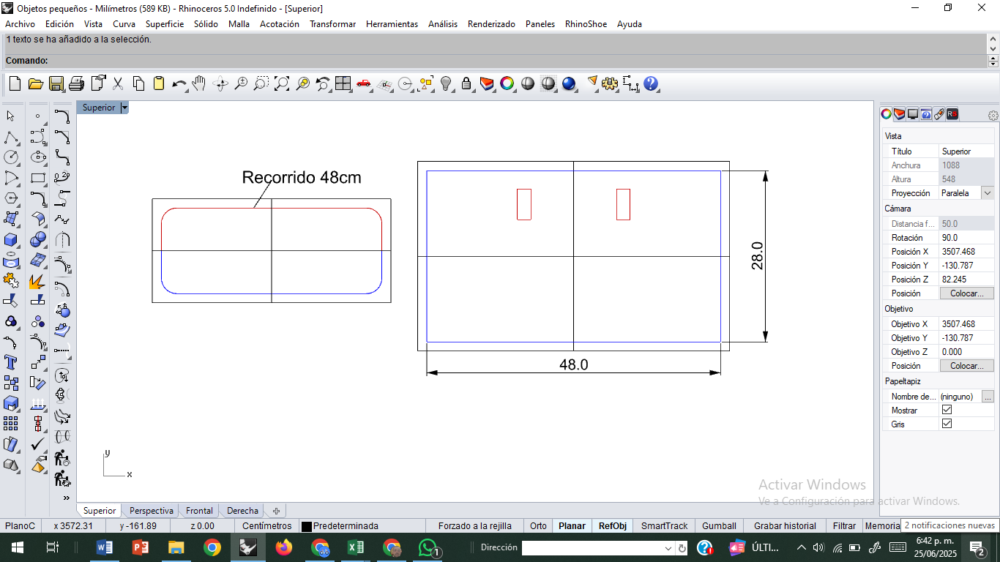 Objetos pequeños - Milímetros (589 KB) - Rhinoceros 5.0 Indefinido - [Superior]
Archivo Edición Vista Curva Superficie Sólido Malla Acotación Transformar Herramientas Análisis Renderizado Paneles RhinoShoe Ayuda
1 texto se ha añadido a la selección.
Comando:
Superior
Recorrido 48cm
28.0
48.0
y
x
Vista
Título Superior
Anchura 1088
Altura 548
Proyección Paralela
Cámara
Distancia f... 50.0
Rotación 90.0
Posición X 3507.468
Posición Y -130.787
Posición Z 82.245
Posición Colocar...
Objetivo
Objetivo X 3507.468
Objetivo Y -130.787
Objetivo Z 0.000
Posición Colocar...
Papeltapiz
Nombre de... (ninguno) ...
Mostrar
Gris
Activar Windows
Ve a Configuración para activar Windows.
Superior Perspectiva Frontal Derecha
PlanoC x 3572.31 y -161.89 z 0.00 Centímetros Predeterminada Forzado a la rejilla Orto Planar RefObj SmartTrack Gumball Grabar historial Filtrar Memoria
2 notificaciones nuevas
Dirección
ÚLTI...
6:42 p. m.
25/06/2025
1
2